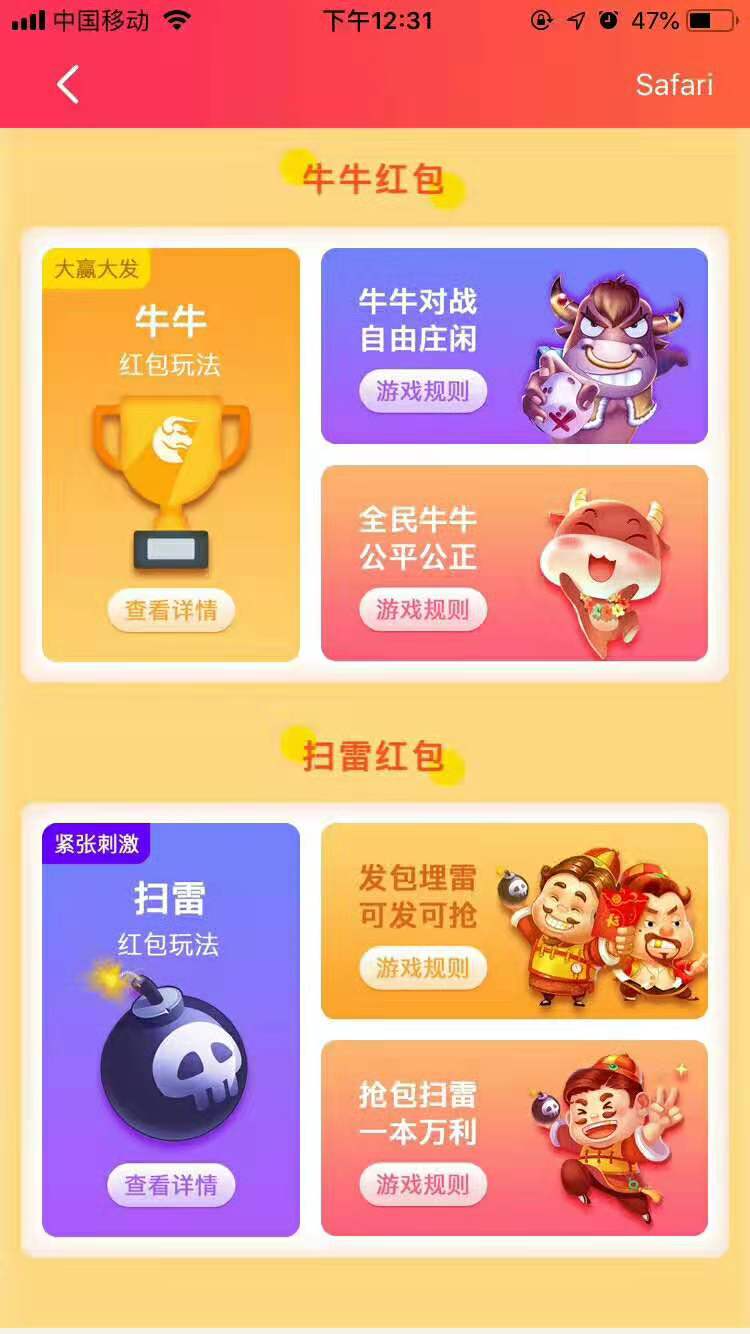 中国移动
下午12:31
47%
Safari
牛牛红包
大赢大发
牛牛
红包玩法
查看详情
牛牛对战
自由庄闲
游戏规则
全民牛牛
公平公正
游戏规则
扫雷红包
紧张刺激
扫雷
红包玩法
查看详情
发包埋雷
可发可抢
游戏规则
抢包扫雷
一本万利
游戏规则